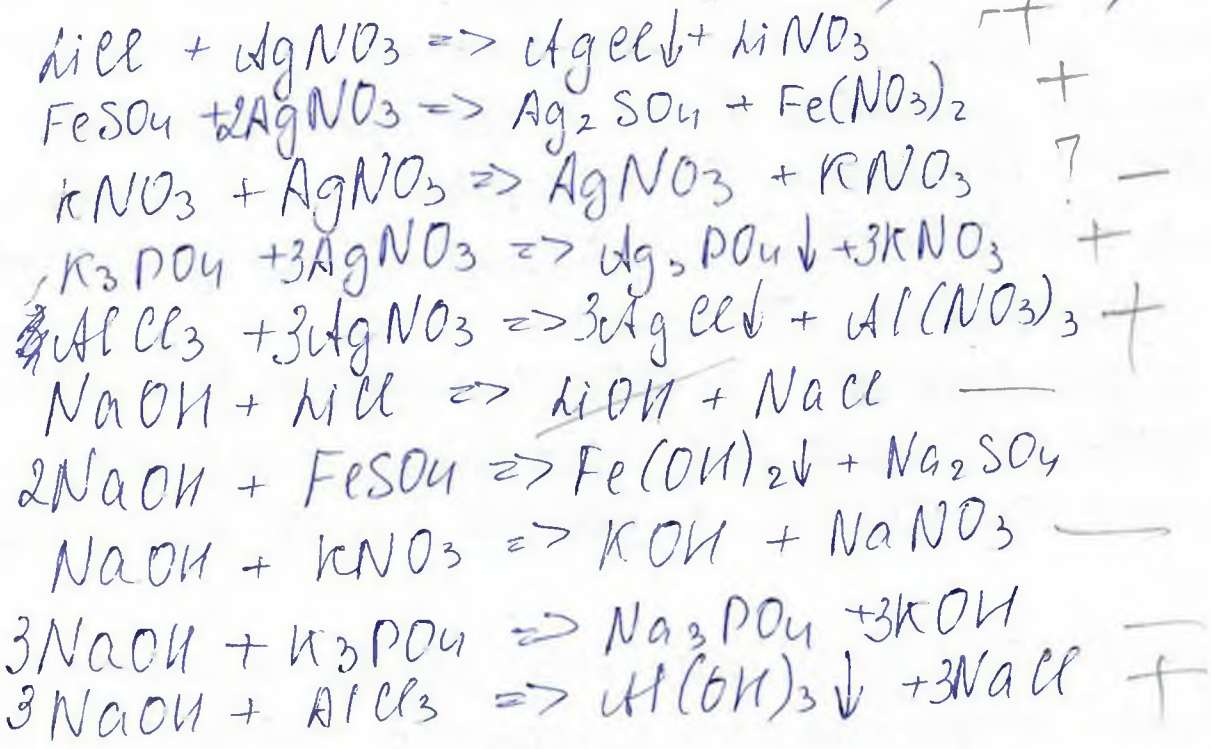 LiCl + AgNO3 => AgCl↓ + LiNO3 +
FeSO4 + 2AgNO3 => Ag2SO4 + Fe(NO3)2 +
KNO3 + AgNO3 => AgNO3 + KNO3 ? —
K3PO4 + 3AgNO3 => Ag3PO4↓ + 3KNO3 +
AlCl3 + 3AgNO3 => 3AgCl↓ + Al(NO3)3 +
NaOH + LiCl => LiOH + NaCl —
2NaOH + FeSO4 => Fe(OH)2↓ + Na2SO4
NaOH + KNO3 => KOH + NaNO3 —
3NaOH + K3PO4 => Na3PO4 + 3KOH —
3NaOH + AlCl3 => Al(OH)3↓ + 3NaCl +